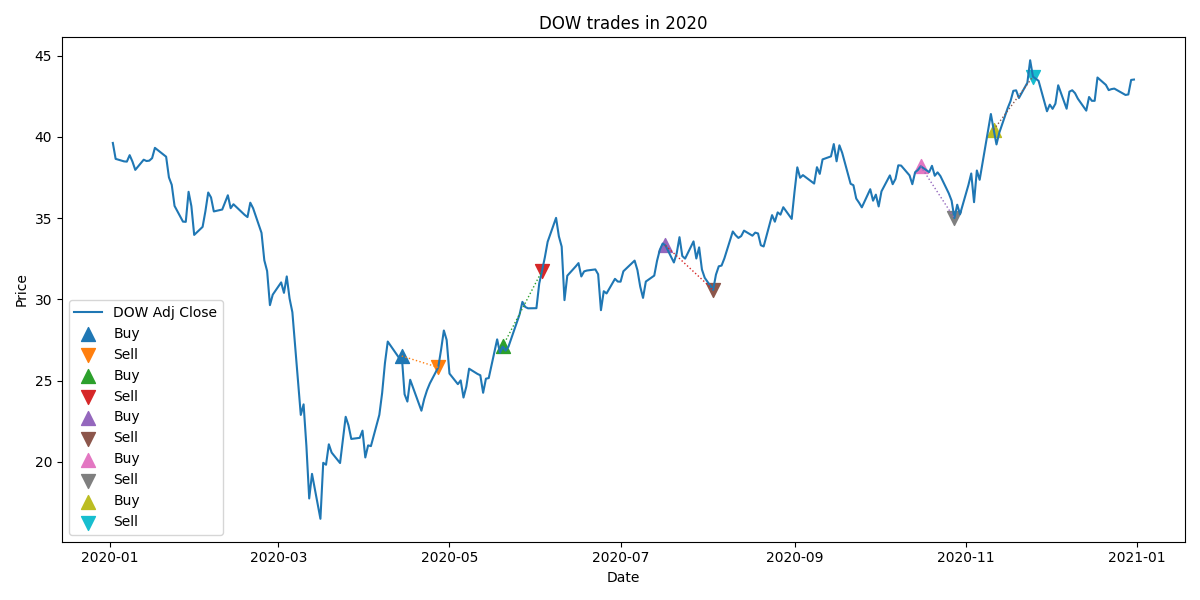 DOW trades in 2020
Price
45
40
35
30
25
20
DOW Adj Close
Buy
Sell
Buy
Sell
Buy
Sell
Buy
Sell
Buy
Sell
2020-01
2020-03
2020-05
2020-07
2020-09
2020-11
2021-01
Date